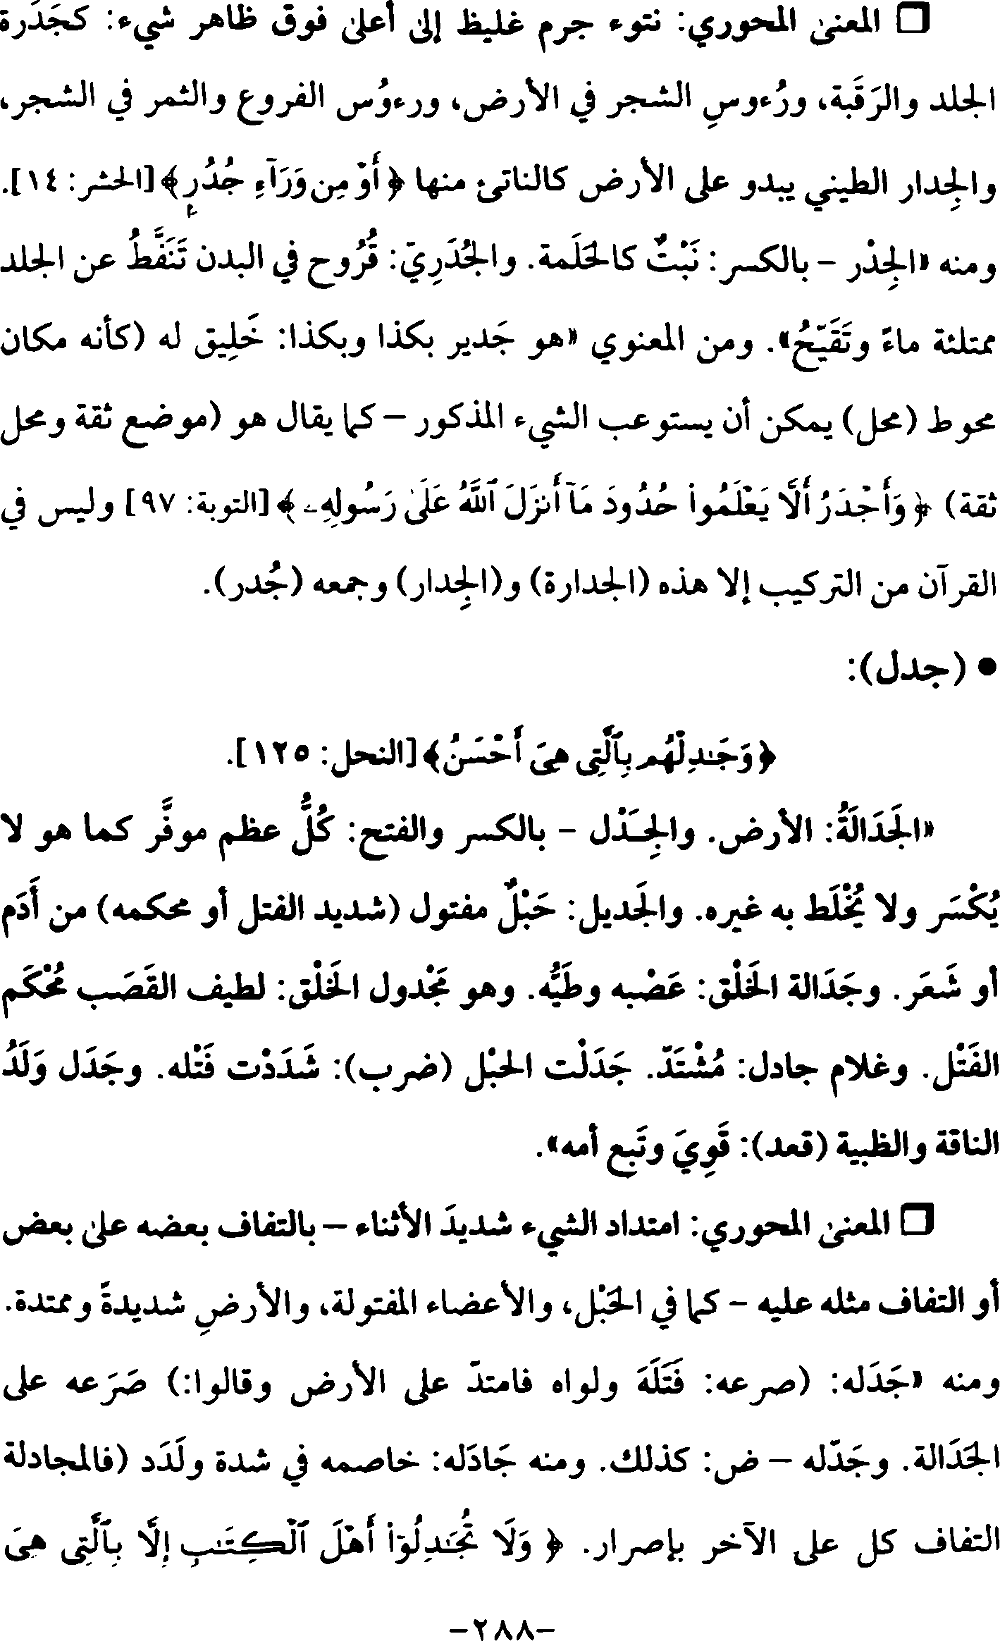 ❒ المعنى المحوري: نتوء جرم غليظ إلى أعلى فوق ظاهر شيء: كجَدَرة
الجلد والرَقَبة، ورُءوسِ الشجر في الأرض، ورءوُس الفروع والثمر في الشجر،
والجِدار الطيني يبدو على الأرض كالناتئ منها ﴿أَوْ مِن وَرَآءِ جُدُرٍ﴾ [الحشر: ١٤].
ومنه «الجِذْر – بالكسر: نَبْتٌ كالحَلَمة. والجُدَرِيّ: قُرُوح في البدن تَنَفَّطُ عن الجلد
ممتلئة ماءً وتَقَيّحُ». ومن المعنوي «هو جَدير بكذا وبكذا: خَلِيق له (كأنه مكان
محوط (محل) يمكن أن يستوعب الشيء المذكور – كما يقال هو (موضع ثقة ومحل
ثقة) ﴿وَأَجْدَرُ أَلَّا يَعْلَمُوا۟ حُدُودَ مَآ أَنزَلَ ٱللَّهُ عَلَىٰ رَسُولِهِۦ﴾ [التوبة: ٩٧] وليس في
القرآن من التركيب إلا هذه (الجدارة) و(الجِدار) وجمعه (جُدر).
● (جدل):
﴿وَجَـٰدِلْهُم بِٱلَّتِى هِىَ أَحْسَنُ﴾ [النحل: ١٢٥].
«الجَدَالَةُ: الأرض. والجِـَدْل – بالكسر والفتح: كُلُّ عظم موفَّر كما هو لا
يُكْسَر ولا يُخْلَط به غيره. والجَديل: حَبْلٌ مفتول (شديد الفتل أو محكمه) من أَدَم
أو شَعَر. وجَدَالة الخَلْق: عَصْبه وطَيُّه. وهو مَجْدول الخَلْق: لطيف القَصَب مُحْكَم
الفَتْل. وغلام جادل: مُشْتَدّ. جَدَلْت الحبْل (ضرب): شَدَدْت فَتْله. وجَدَل وَلَدُ
الناقة والظبية (قعد): قَوِيَ وتَبِع أمه».
❒ المعنى المحوري: امتداد الشيء شديدَ الأثناء – بالتفاف بعضه على بعض
أو التفاف مثله عليه – كما في الحَبْل، والأعضاء المفتولة، والأرضِ شديدةً وممتدة.
ومنه «جَدَله: (صرعه: فَتَلَهَ ولواه فامتدّ على الأرض وقالوا:) صَرَعه على
الجَدَالة. وجَدّله – ض: كذلك. ومنه جَادَله: خاصمه في شدة ولَدَد (فالمجادلة
التفاف كل على الآخر بإصرار. ﴿وَلَا تُجَـٰدِلُوٓا۟ أَهْلَ ٱلْكِتَـٰبِ إِلَّا بِٱلَّتِى هِىَ
-٢٨٨-